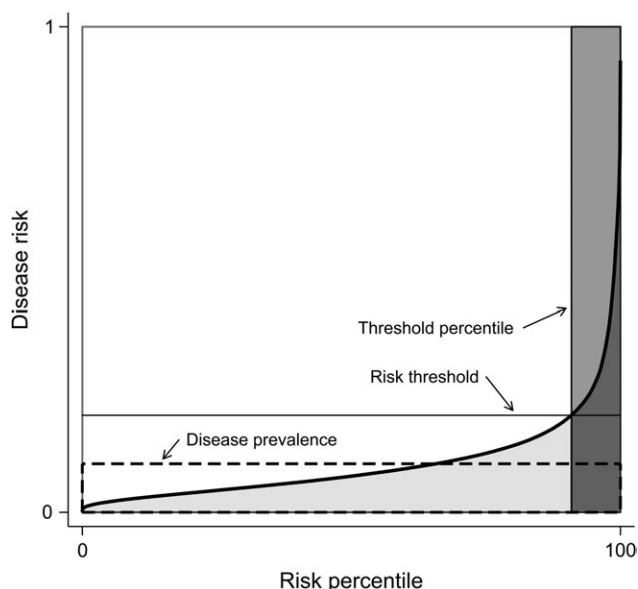 1
Disease risk
Threshold percentile
Risk threshold
Disease prevalence
0
0
100
Risk percentile